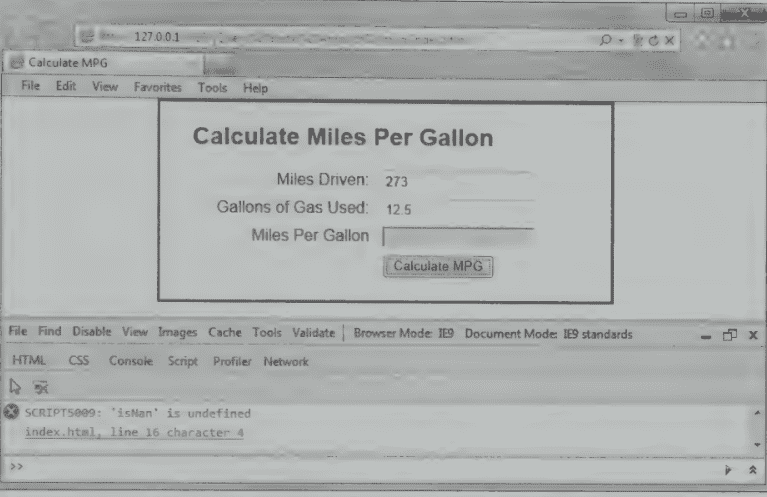 127.0.0.1
Calculate MPG
File Edit View Favorites Tools Help
Calculate Miles Per Gallon
Miles Driven: 273
Gallons of Gas Used: 12.5
Miles Per Gallon
Calculate MPG
File Find Disable View Images Cache Tools Validate Browser Mode: IE9 Document Mode: IE9 standards
HTML CSS Console Script Profiler Network
SCRIPT5009: 'isNan' is undefined
index.html, line 16 character 4
>>